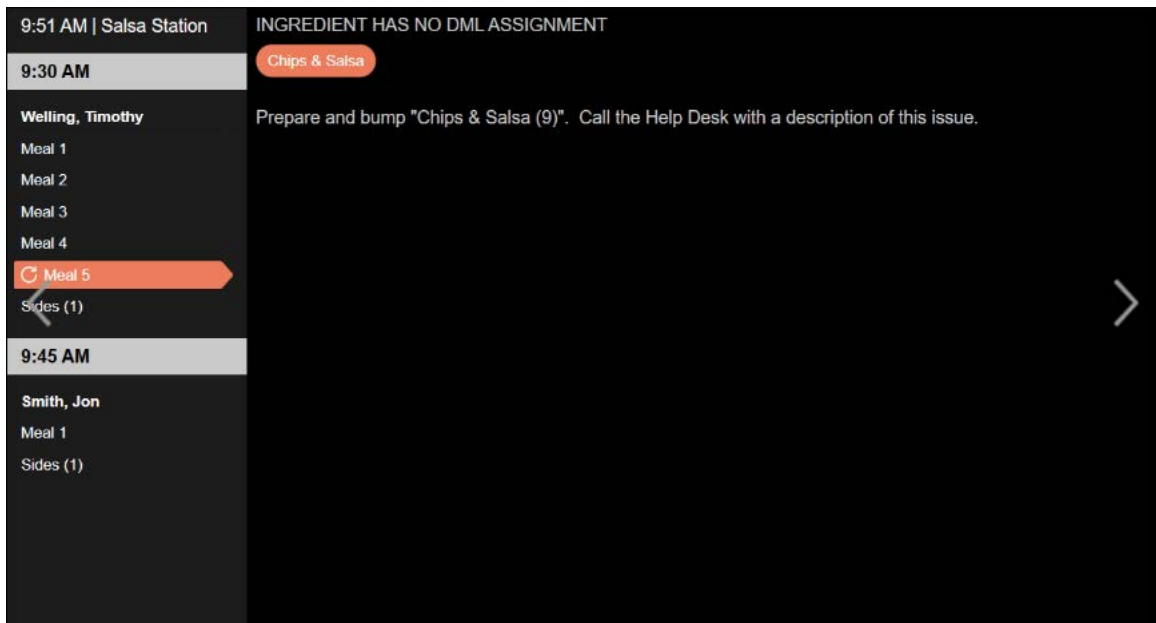 9:51 AM | Salsa Station
9:30 AM
Welling, Timothy
Meal 1
Meal 2
Meal 3
Meal 4
Meal 5
Sides (1)
9:45 AM
Smith, Jon
Meal 1
Sides (1)
INGREDIENT HAS NO DML ASSIGNMENT
Chips & Salsa
Prepare and bump "Chips & Salsa (9)". Call the Help Desk with a description of this issue.